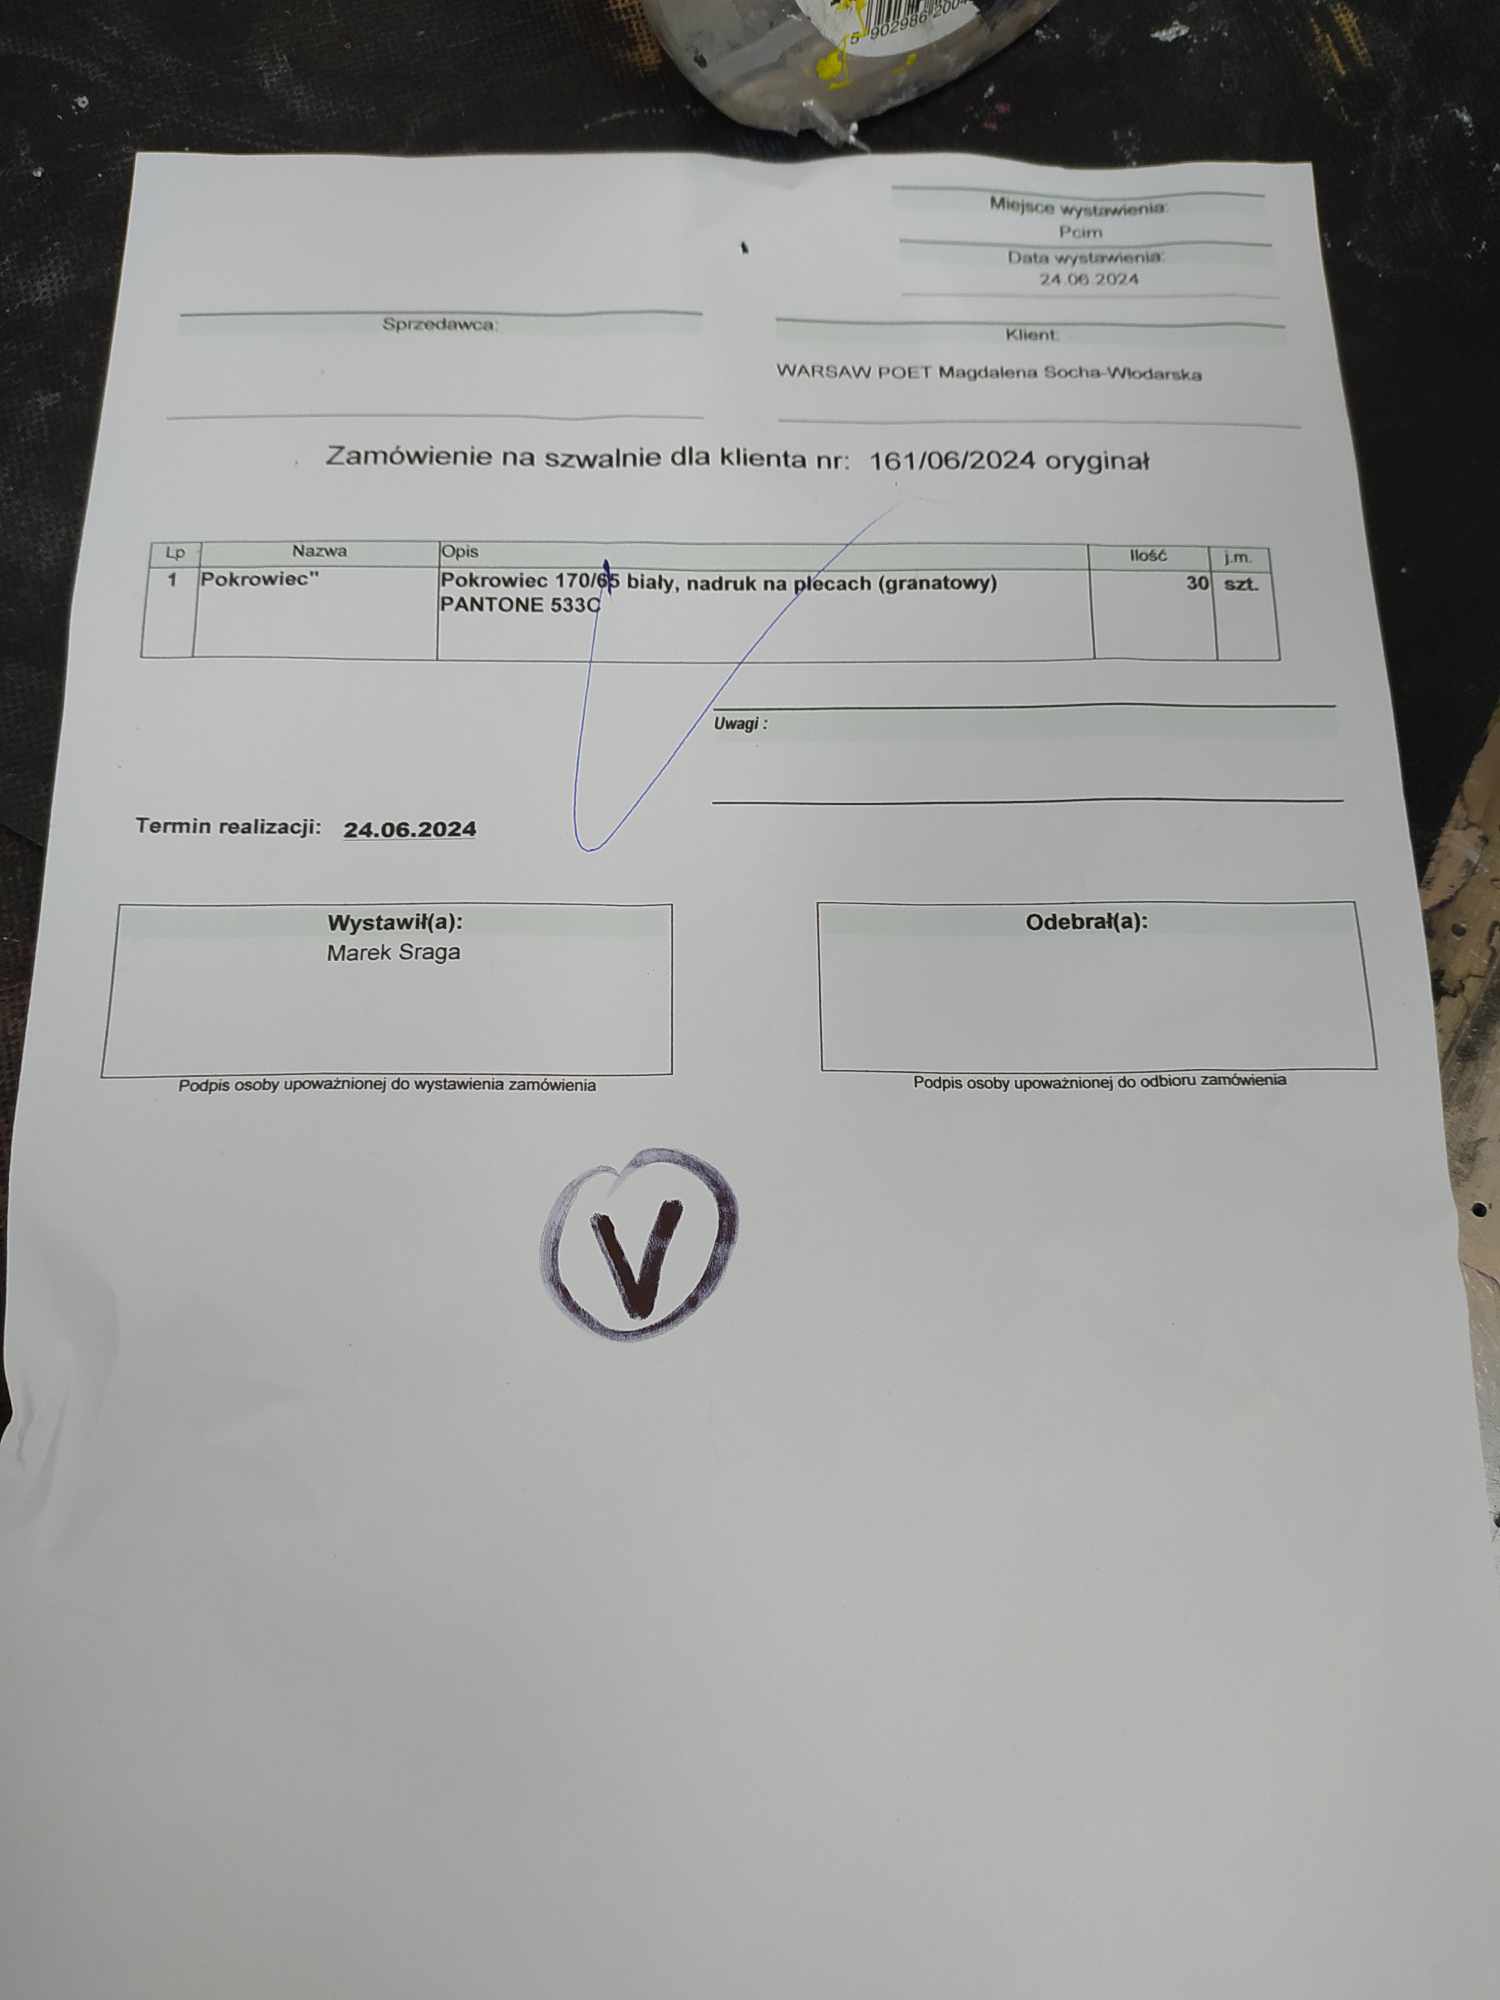 5 902986 200
Miejsce wystawienia:
Pcim
Data wystawienia:
24.06.2024
Sprzedawca:
Klient:
WARSAW POET Magdalena Socha-Włodarska
Zamówienie na szwalnie dla klienta nr: 161/06/2024 oryginał
Lp Nazwa Opis Ilość j.m.
1 Pokrowiec" Pokrowiec 170/65 biały, nadruk na plecach (granatowy) 30 szt.
PANTONE 533C
Uwagi :
Termin realizacji: 24.06.2024
Wystawił(a):
Marek Sraga
Odebrał(a):
Podpis osoby upoważnionej do wystawienia zamówienia
Podpis osoby upoważnionej do odbioru zamówienia
V